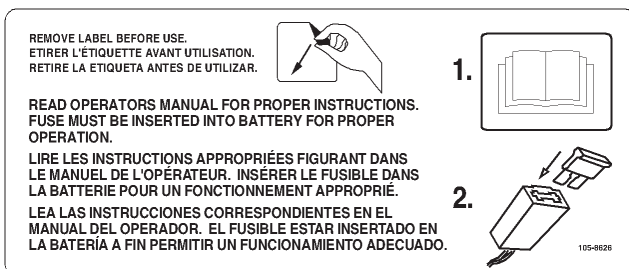 REMOVE LABEL BEFORE USE.
ETIRER L'ÉTIQUETTE AVANT UTILISATION.
RETIRE LA ETIQUETA ANTES DE UTILIZAR.
READ OPERATORS MANUAL FOR PROPER INSTRUCTIONS.
FUSE MUST BE INSERTED INTO BATTERY FOR PROPER
OPERATION.
LIRE LES INSTRUCTIONS APPROPRIÉES FIGURANT DANS
LE MANUEL DE L'OPÉRATEUR. INSÉRER LE FUSIBLE DANS
LA BATTERIE POUR UN FONCTIONNEMENT APPROPRIÉ.
LEA LAS INSTRUCCIONES CORRESPONDIENTES EN EL
MANUAL DEL OPERADOR. EL FUSIBLE ESTAR INSERTADO EN
LA BATERÍA A FIN PERMITIR UN FUNCIONAMIENTO ADECUADO.
1.
2.
105-8626